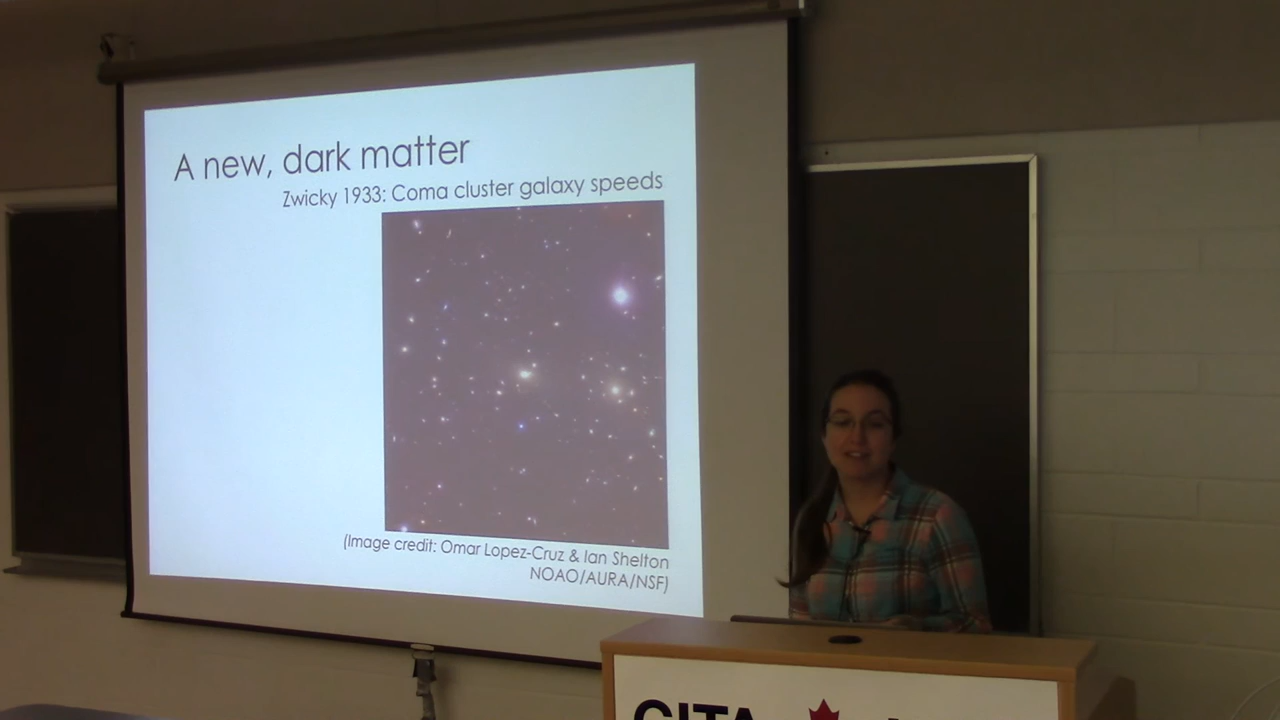 A new, dark matter
Zwicky 1933: Coma cluster galaxy speeds
(Image credit: Omar Lopez-Cruz & Ian Shelton
NOAO/AURA/NSF)
CITA